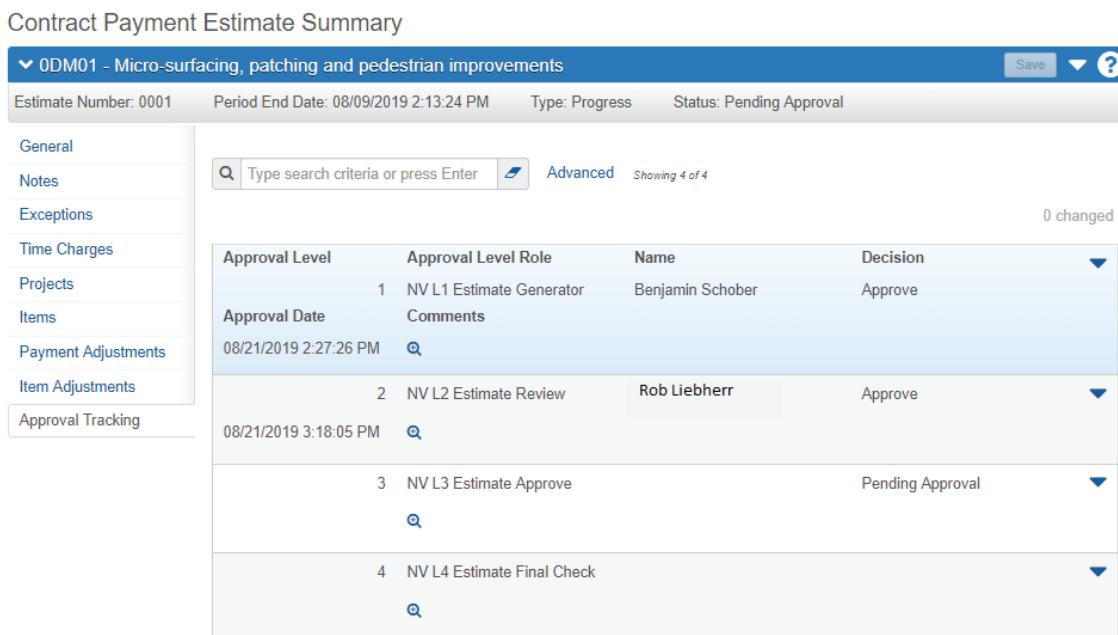 Contract Payment Estimate Summary
0DM01 - Micro-surfacing, patching and pedestrian improvements
Save
?
Estimate Number: 0001 Period End Date: 08/09/2019 2:13:24 PM Type: Progress Status: Pending Approval
General
Notes
Exceptions
Time Charges
Projects
Items
Payment Adjustments
Item Adjustments
Approval Tracking
Type search criteria or press Enter Advanced Showing 4 of 4
0 changed
Approval Level Approval Level Role Name Decision
1 NV L1 Estimate Generator Benjamin Schober Approve
Approval Date Comments
08/21/2019 2:27:26 PM
2 NV L2 Estimate Review Rob Liebherr Approve
08/21/2019 3:18:05 PM
3 NV L3 Estimate Approve Pending Approval
4 NV L4 Estimate Final Check